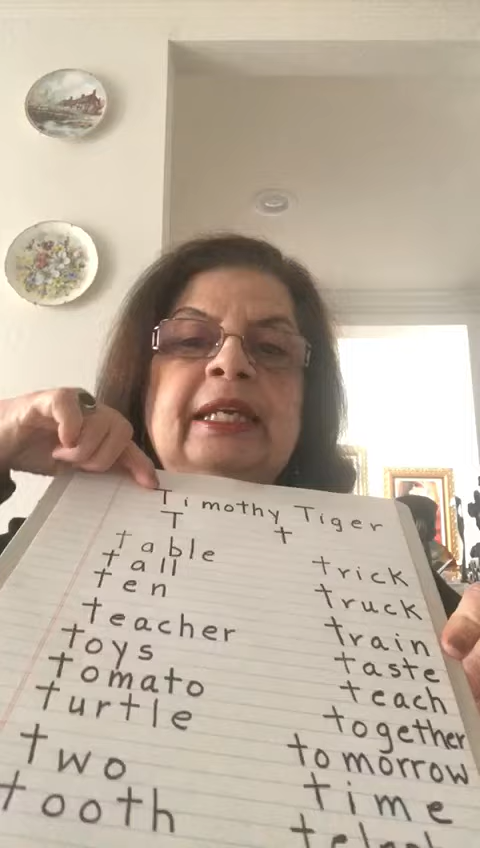 Timothy Tiger
T t
table
tall
ten
teacher
toys
tomato
turtle
two
tooth
trick
truck
train
taste
teach
together
tomorrow
time